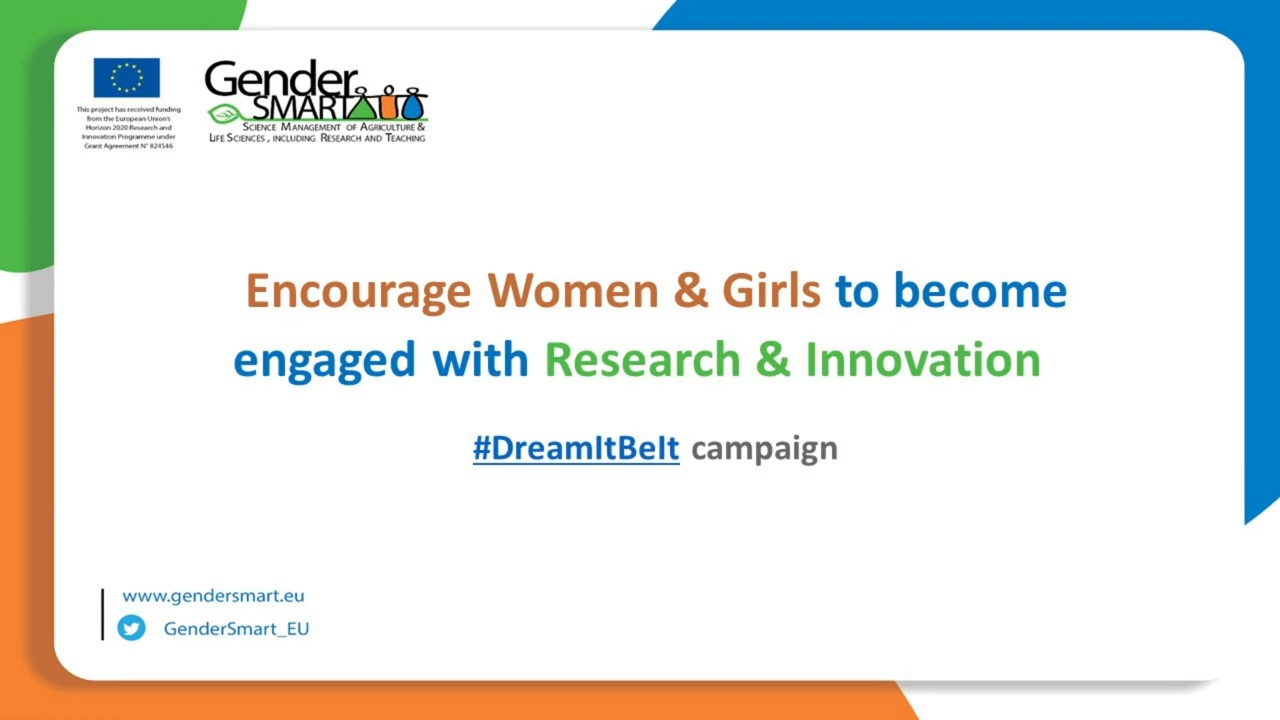 This project has received funding
from the European Union's
Horizon 2020 Research and
Innovation Programme under
Grant Agreement N° 824546
Gender
SMART
SCIENCE MANAGEMENT OF AGRICULTURE &
LIFE SCIENCES , INCLUDING RESEARCH AND TEACHING
Encourage Women & Girls to become
engaged with Research & Innovation
#DreamItBeIt campaign
www.gendersmart.eu
GenderSmart_EU